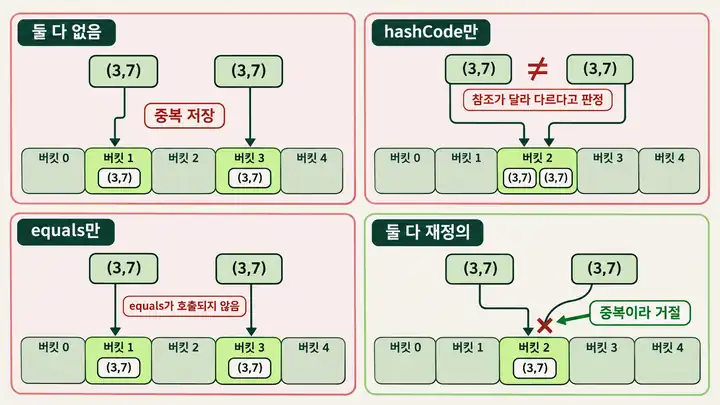 둘 다 없음
(3,7)
(3,7)
중복 저장
버킷 0
버킷 1
버킷 2
버킷 3
버킷 4
(3,7)
(3,7)
hashCode만
(3,7)
≠
(3,7)
참조가 달라 다르다고 판정
버킷 0
버킷 1
버킷 2
버킷 3
버킷 4
(3,7)
(3,7)
equals만
(3,7)
(3,7)
equals가 호출되지 않음
버킷 0
버킷 1
버킷 2
버킷 3
버킷 4
(3,7)
(3,7)
둘 다 재정의
(3,7)
(3,7)
중복이라 거절
버킷 0
버킷 1
버킷 2
버킷 3
버킷 4
(3,7)